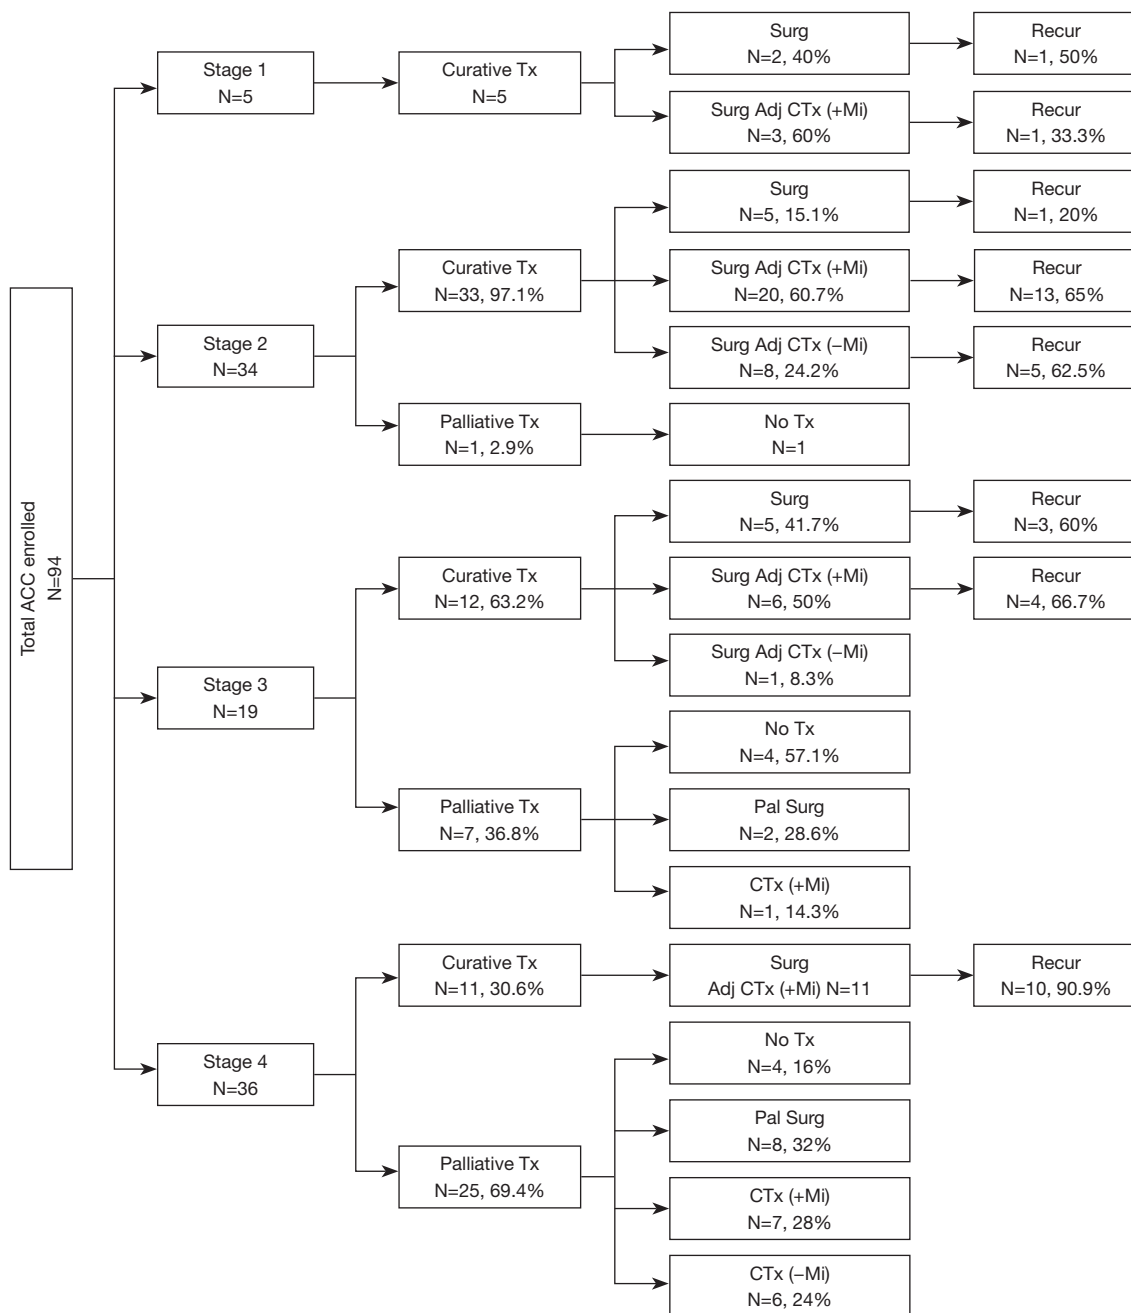 Total ACC enrolled
N=94
Stage 1
N=5
Curative Tx
N=5
Surg
N=2, 40%
Recur
N=1, 50%
Surg Adj CTx (+Mi)
N=3, 60%
Recur
N=1, 33.3%
Stage 2
N=34
Curative Tx
N=33, 97.1%
Surg
N=5, 15.1%
Recur
N=1, 20%
Surg Adj CTx (+Mi)
N=20, 60.7%
Recur
N=13, 65%
Surg Adj CTx (−Mi)
N=8, 24.2%
Recur
N=5, 62.5%
Palliative Tx
N=1, 2.9%
No Tx
N=1
Stage 3
N=19
Curative Tx
N=12, 63.2%
Surg
N=5, 41.7%
Recur
N=3, 60%
Surg Adj CTx (+Mi)
N=6, 50%
Recur
N=4, 66.7%
Surg Adj CTx (−Mi)
N=1, 8.3%
Palliative Tx
N=7, 36.8%
No Tx
N=4, 57.1%
Pal Surg
N=2, 28.6%
CTx (+Mi)
N=1, 14.3%
Stage 4
N=36
Curative Tx
N=11, 30.6%
Surg
Adj CTx (+Mi) N=11
Recur
N=10, 90.9%
Palliative Tx
N=25, 69.4%
No Tx
N=4, 16%
Pal Surg
N=8, 32%
CTx (+Mi)
N=7, 28%
CTx (−Mi)
N=6, 24%